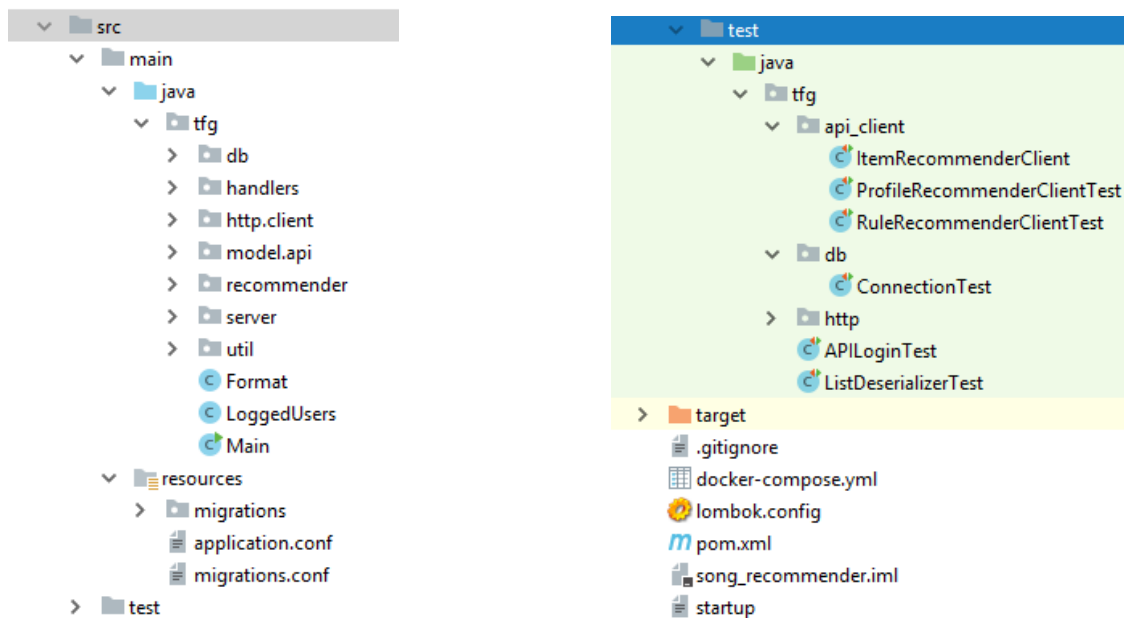 src
main
java
tfg
db
handlers
http.client
model.api
recommender
server
util
Format
LoggedUsers
Main
resources
migrations
application.conf
migrations.conf
test
test
java
tfg
api_client
ItemRecommenderClient
ProfileRecommenderClientTest
RuleRecommenderClientTest
db
ConnectionTest
http
APILoginTest
ListDeserializerTest
target
.gitignore
docker-compose.yml
lombok.config
pom.xml
song_recommender.iml
startup